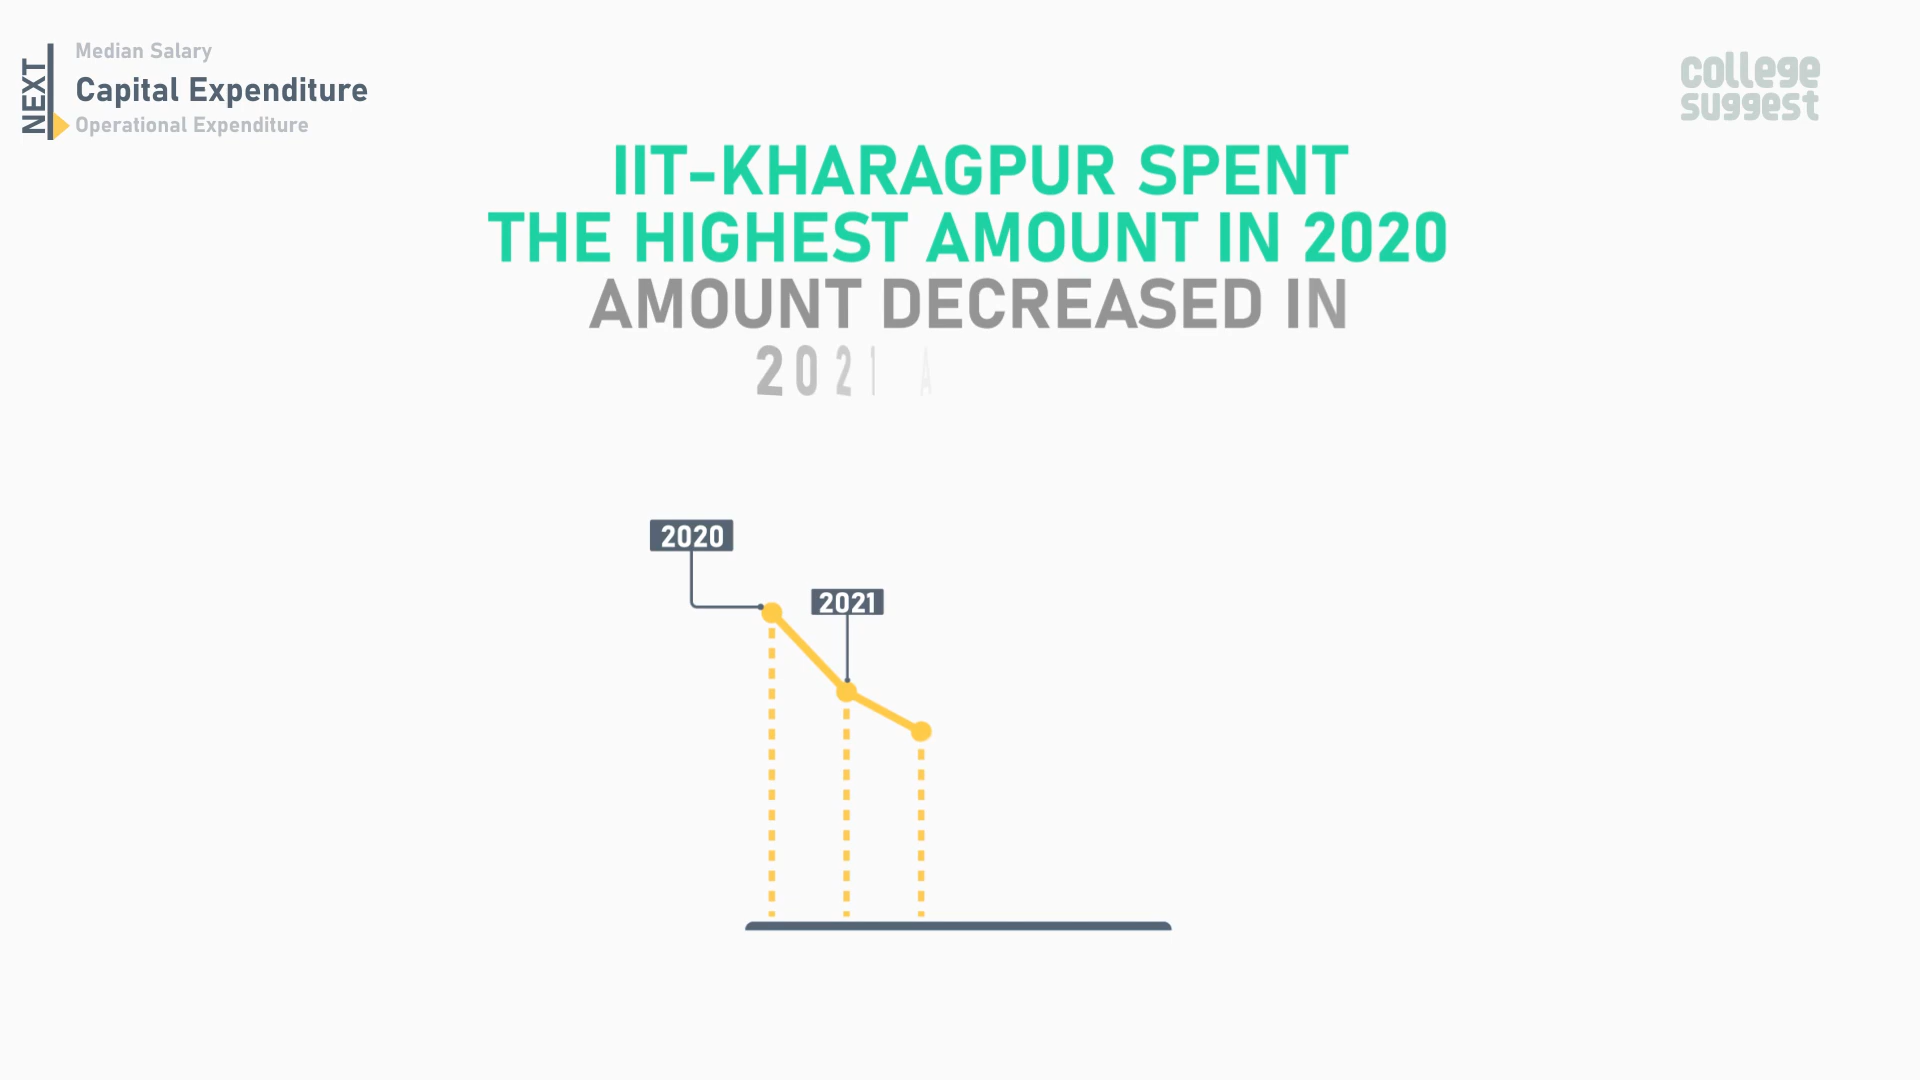 NEXT
Median Salary
Capital Expenditure
Operational Expenditure
college
suggest
IIT-KHARAGPUR SPENT
THE HIGHEST AMOUNT IN 2020
AMOUNT DECREASED IN
2021 A
2020
2021